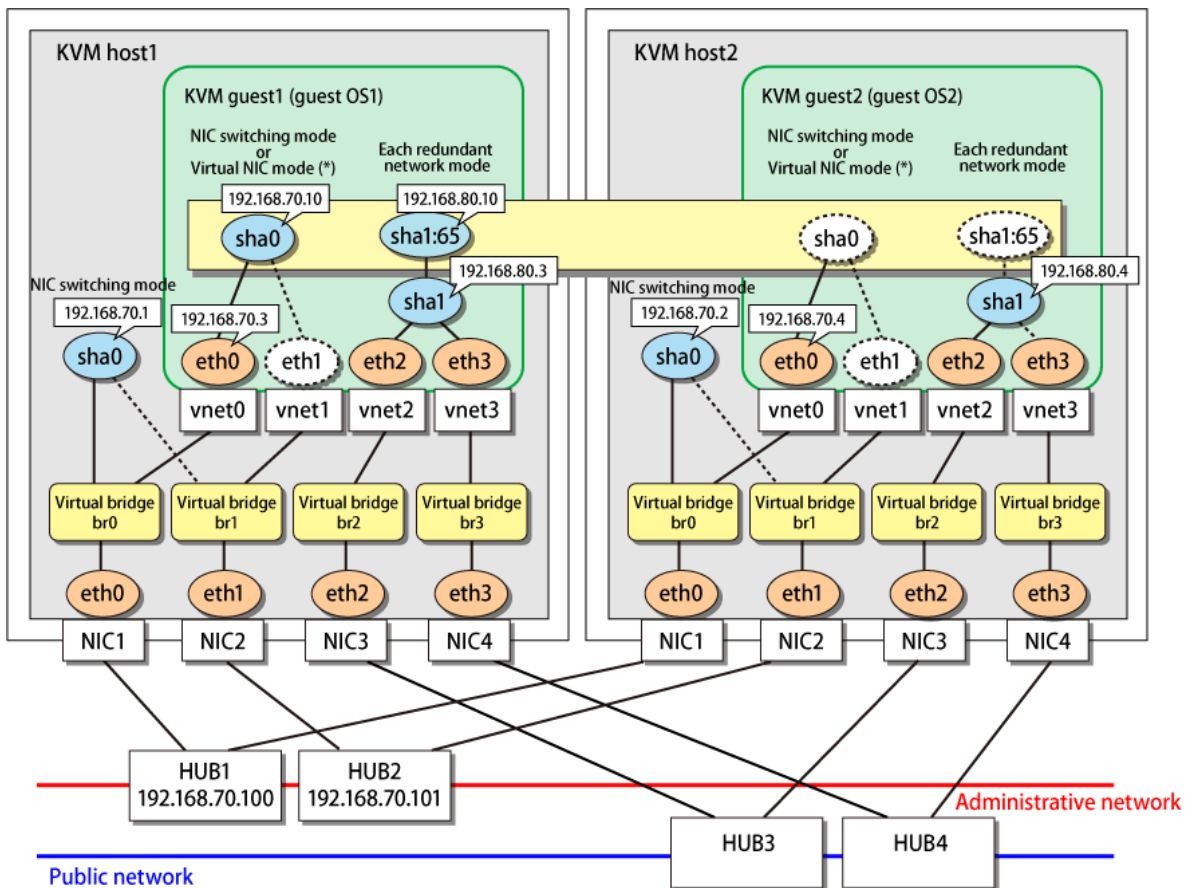 KVM host1
KVM guest1 (guest OS1)
NIC switching mode
or
Virtual NIC mode (*)
Each redundant
network mode
192.168.70.10
192.168.80.10
sha0
sha1:65
192.168.80.3
NIC switching mode
192.168.70.1
192.168.70.3
sha1
sha0
eth0
eth1
eth2
eth3
vnet0
vnet1
vnet2
vnet3
Virtual bridge
br0
Virtual bridge
br1
Virtual bridge
br2
Virtual bridge
br3
eth0
eth1
eth2
eth3
NIC1
NIC2
NIC3
NIC4
KVM host2
KVM guest2 (guest OS2)
NIC switching mode
or
Virtual NIC mode (*)
Each redundant
network mode
sha0
sha1:65
192.168.80.4
NIC switching mode
192.168.70.2
192.168.70.4
sha1
sha0
eth0
eth1
eth2
eth3
vnet0
vnet1
vnet2
vnet3
Virtual bridge
br0
Virtual bridge
br1
Virtual bridge
br2
Virtual bridge
br3
eth0
eth1
eth2
eth3
NIC1
NIC2
NIC3
NIC4
HUB1
192.168.70.100
HUB2
192.168.70.101
Administrative network
HUB3
HUB4
Public network